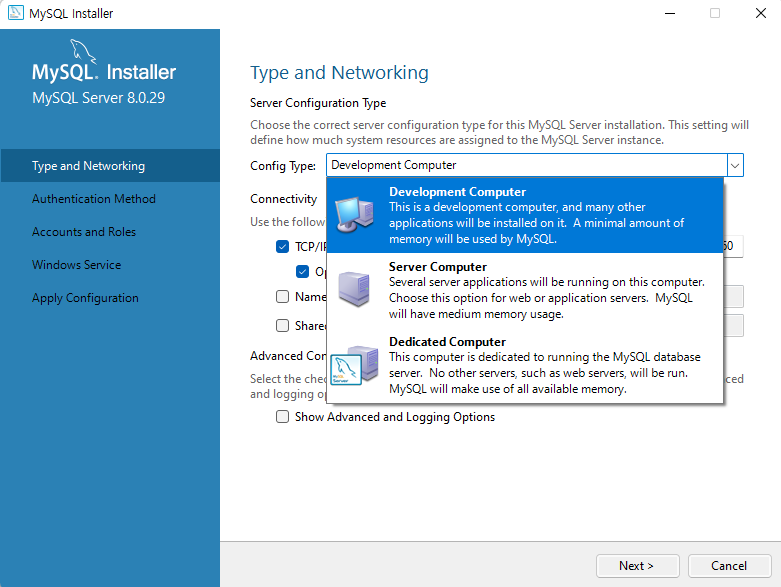 MySQL Installer
MySQL. Installer
MySQL Server 8.0.29
Type and Networking
Authentication Method
Accounts and Roles
Windows Service
Apply Configuration
Type and Networking
Server Configuration Type
Choose the correct server configuration type for this MySQL Server installation. This setting will
define how much system resources are assigned to the MySQL Server instance.
Config Type: Development Computer
Development Computer
This is a development computer, and many other
applications will be installed on it. A minimal amount of
memory will be used by MySQL.
Server Computer
Several server applications will be running on this computer.
Choose this option for web or application servers. MySQL
will have medium memory usage.
Dedicated Computer
This computer is dedicated to running the MySQL database
server. No other servers, such as web servers, will be run.
MySQL will make use of all available memory.
Connectivity
Use the follow
TCP/IP
Op
Name
Share
Advanced Con
Select the che
and logging op
Show Advanced and Logging Options
Next >
Cancel